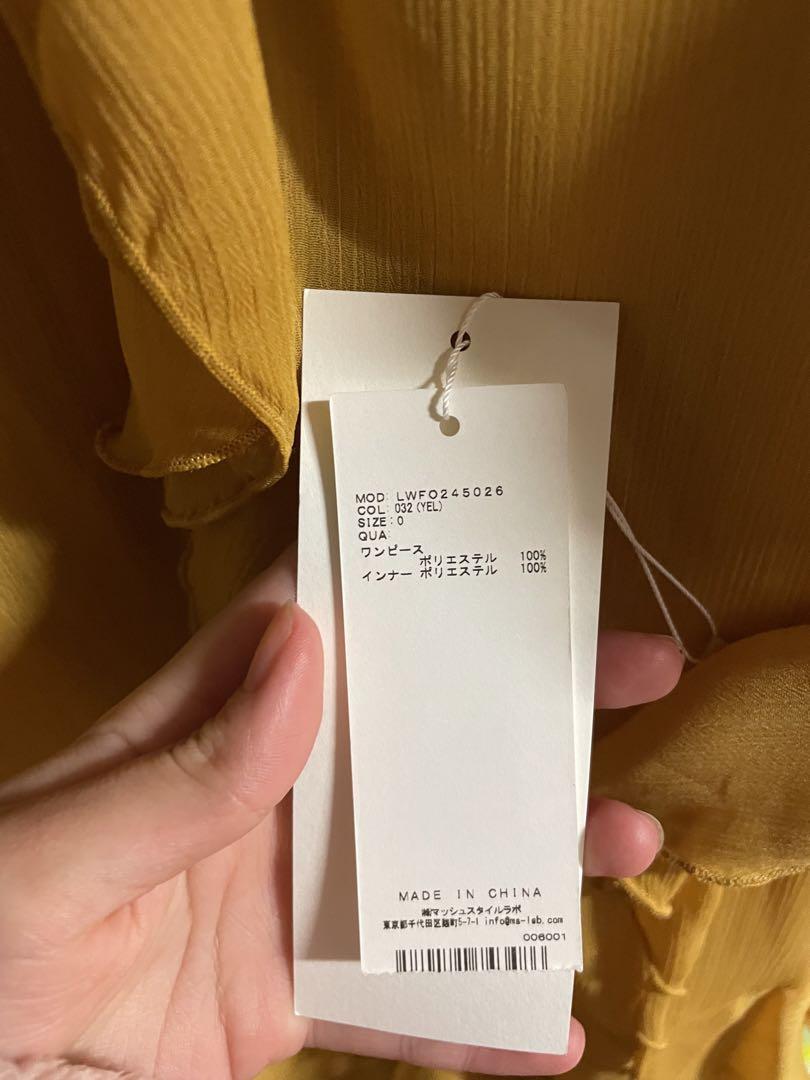 MOD: LWFO245026
COL: 032 (YEL)
SIZE: 0
QUA:
ワンピース
ポリエステル 100%
インナー ポリエステル 100%
MADE IN CHINA
㈱マッシュスタイルラボ
東京都千代田区麹町5-7-1 info@ms-lab.com
006001